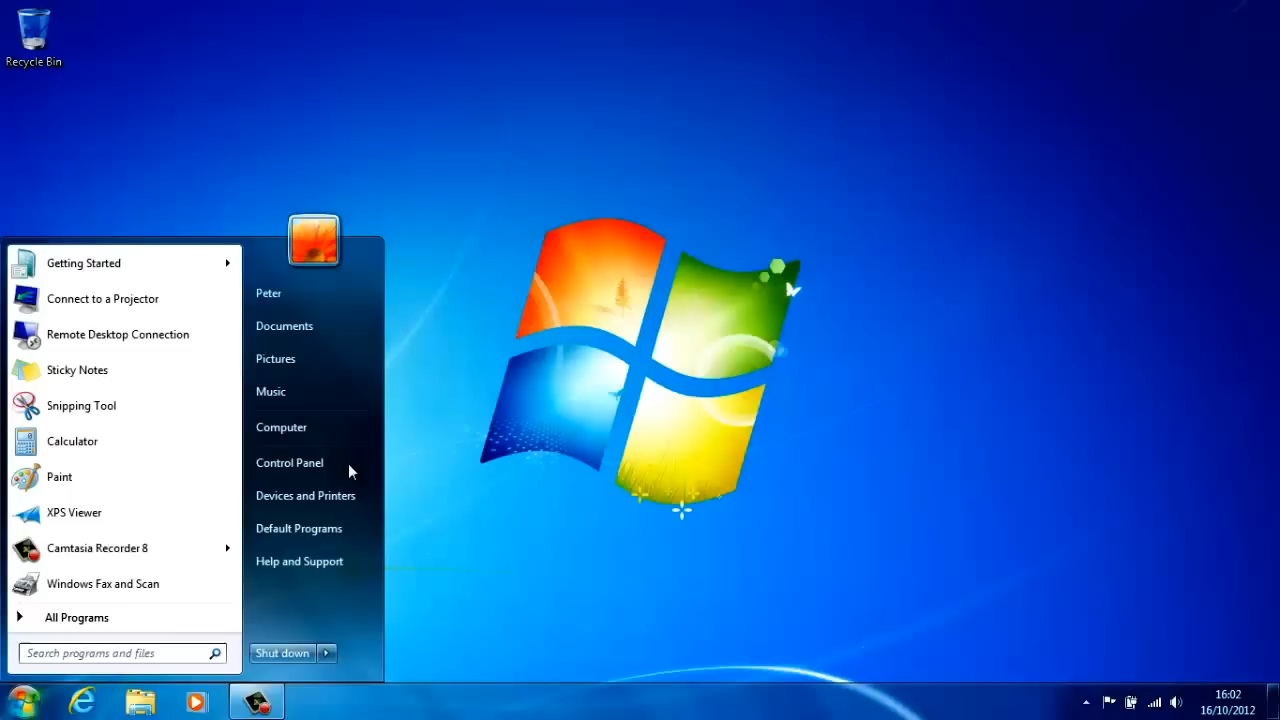 Recycle Bin
Getting Started
Connect to a Projector
Remote Desktop Connection
Sticky Notes
Snipping Tool
Calculator
Paint
XPS Viewer
Camtasia Recorder 8
Windows Fax and Scan
All Programs
Search programs and files
Peter
Documents
Pictures
Music
Computer
Control Panel
Devices and Printers
Default Programs
Help and Support
Shut down
16:02
16/10/2012